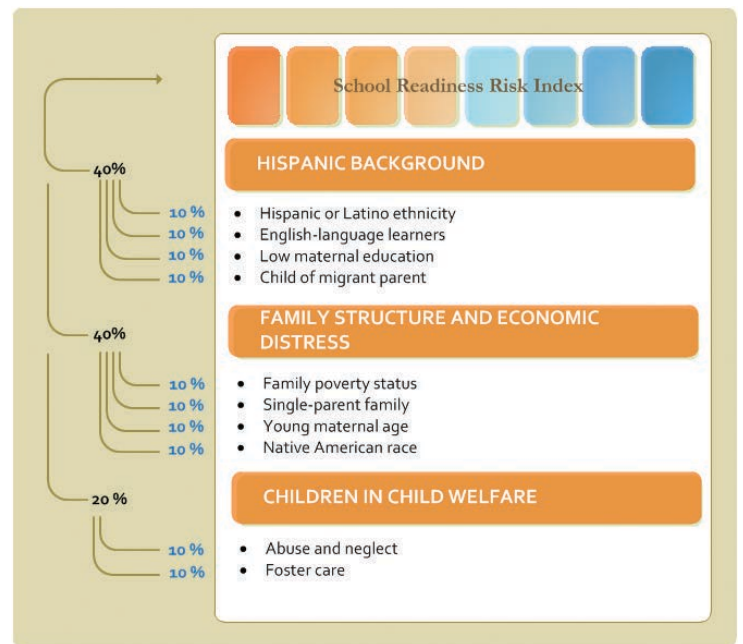 School Readiness Risk Index
40%
HISPANIC BACKGROUND
10 % • Hispanic or Latino ethnicity
10 % • English-language learners
10 % • Low maternal education
10 % • Child of migrant parent
40%
FAMILY STRUCTURE AND ECONOMIC
DISTRESS
10 % • Family poverty status
10 % • Single-parent family
10 % • Young maternal age
10 % • Native American race
20 %
CHILDREN IN CHILD WELFARE
10 % • Abuse and neglect
10 % • Foster care